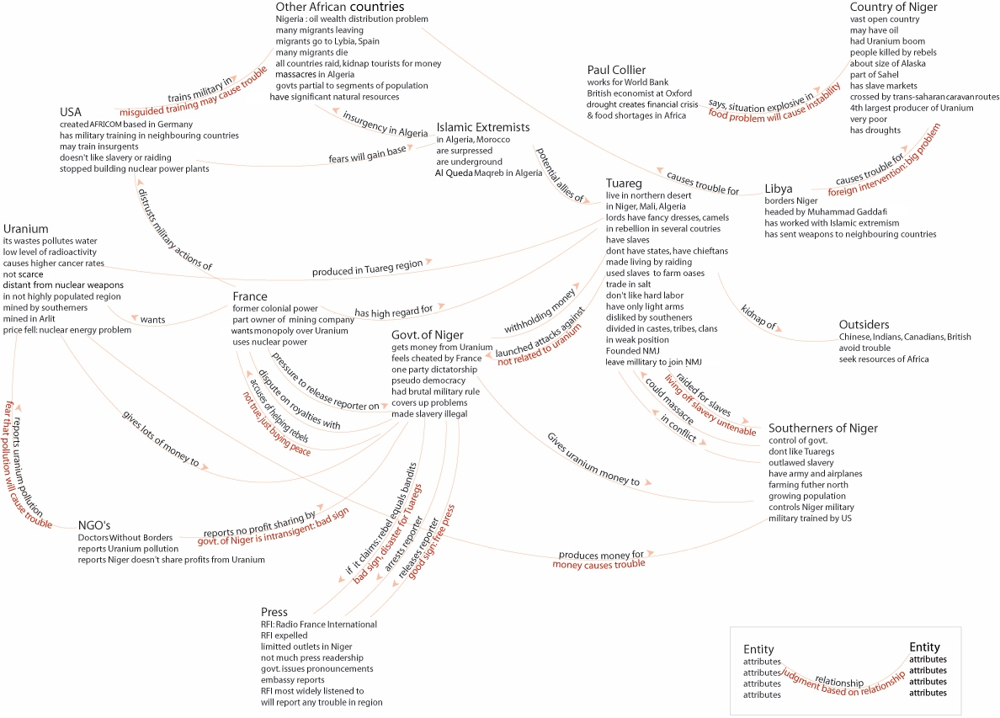 Other African countries
Nigeria : oil wealth distribution problem
many migrants leaving
migrants go to Lybia, Spain
many migrants die
all countries raid, kidnap tourists for money
massacres in Algeria
govts partial to segments of population
have significant natural resources
Country of Niger
vast open country
may have oil
had Uranium boom
people killed by rebels
about size of Alaska
part of Sahel
has slave markets
crossed by trans-saharan caravan routes
4th largest producer of Uranium
very poor
has droughts
Paul Collier
works for World Bank
British economist at Oxford
drought creates financial crisis
& food shortages in Africa
says, situation explosive in
food problem will cause instability
trains military in
misguided training may cause trouble
USA
created AFRICOM based in Germany
has military training in neighbouring countries
may train insurgents
doesn't like slavery or raiding
stopped building nuclear power plants
insurgency in Algeria
fears will gain base
Islamic Extremists
in Algeria, Morocco
are surpressed
are underground
Al Queda Maqreb in Algeria
potential allies of
causes trouble for
Tuareg
live in northern desert
in Niger, Mali, Algeria
lords have fancy dresses, camels
in rebellion in several coutries
have slaves
dont have states, have chieftans
made living by raiding
used slaves to farm oases
trade in salt
don't like hard labor
have only light arms
disliked by southeners
divided in castes, tribes, clans
in weak position
Founded NMJ
leave millitary to join NMJ
Libya
borders Niger
headed by Muhammad Gaddafi
has worked with Islamic extremism
has sent weapons to neighbouring countries
causes trouble for
foreign intervention: big problem
distrusts military actions of
Uranium
its wastes pollutes water
low level of radioactivity
causes higher cancer rates
not scarce
distant from nuclear weapons
in not highly populated region
mined by southerners
mined in Arlit
price fell: nuclear energy problem
produced in Tuareg region
wants
France
former colonial power
part owner of mining company
wants monopoly over Uranium
uses nuclear power
has high regard for
Govt. of Niger
gets money from Uranium
feels cheated by France
one party dictatorship
pseudo democracy
had brutal military rule
covers up problems
made slavery illegal
withholding money
launched attacks against
not related to uranium
kidnap of
Outsiders
Chinese, Indians, Canadians, British
avoid trouble
seek resources of Africa
pressure to release reporter on
dispute on royalties with
accuses of helping rebels
not true, just buying peace
raided for slaves
living off slavery untenable
could massacre
in conflict
Southerners of Niger
control of govt.
dont like Tuaregs
outlawed slavery
have army and airplanes
farming futher north
growing population
controls Niger military
military trained by US
gives lots of money to
Gives uranium money to
reports uranium pollution
fear that pollution will cause trouble
NGO's
Doctors Without Borders
reports Uranium pollution
reports Niger doesn't share profits from Uranium
reports no profit sharing by
govt. of Niger is intransigent: bad sign
if it claims: rebel equals bandits
bad sign, disaster for Tuaregs
arrests reporter
releases reporter
good sign: free press
produces money for
money causes trouble
Press
RFI: Radio France International
RFI expelled
limitted outlets in Niger
not much press readership
govt. issues pronouncements
embassy reports
RFI most widely listened to
will report any trouble in region
Entity
attributes
attributes
attributes
attributes
relationship
judgment based on relationship
Entity
attributes
attributes
attributes
attributes